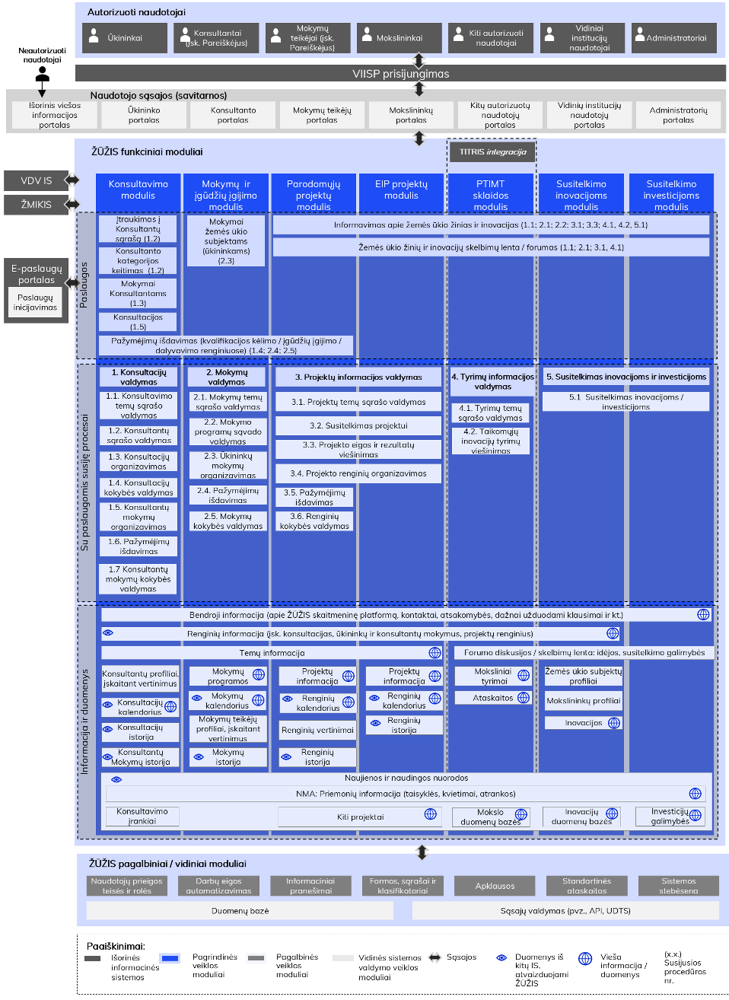 Autorizuoti naudotojai
Ūkininkai
Konsultantai
(įsk. Pareiškėjus)
Mokymų
teikėjai (įsk.
Pareiškėjus)
Mokslininkai
Kiti autorizuoti
naudotojai
Vidiniai
institucijų
naudotojai
Administratoriai
Neautorizuoti
naudotojai
VIISP prisijungimas
Naudotojo sąsajos (savitarnos)
Išorinis viešos
informacijos
portalas
Ūkininko
portalas
Konsultanto
portalas
Mokymų teikėjų
portalas
Mokslininkų
portalas
Kitų autorizuotų
naudotojų
portalas
Vidinių institucijų
naudotojų
portalas
Administratorių
portalas
ŽŪŽIS funkciniai moduliai
TITRIS integracija
VDV IS
ŽMIKIS
E-paslaugų
portalas
Paslaugų
inicijavimas
Konsultavimo
modulis
Mokymų ir
įgūdžių įgijimo
modulis
Parodomųjų
projektų
modulis
EIP projektų
modulis
PTIMT
sklaidos
modulis
Susitelkimo
inovacijoms
modulis
Susitelkimo
investicijoms
modulis
Paslaugos
Įtraukimas į
Konsultantų
sąrašą (1.2)
Konsultanto
kategorijos
keitimas (1.2)
Mokymai
Konsultantams
(1.3)
Konsultacijos
(1.5)
Mokymai
žemės ūkio
subjektams
(ūkininkams)
(2.3)
Informavimas apie žemės ūkio žinias ir inovacijas (1.1; 2.1; 2.2; 3.1; 3.3; 4.1, 4.2, 5.1)
Žemės ūkio žinių ir inovacijų skelbimų lenta / forumas (1.1; 2.1; 3.1, 4.1)
Pažymėjimų išdavimas (kvalifikacijos kėlimo / įgūdžių įgijimo /
dalyvavimo renginiuose) (1.4; 2.4; 2.5)
Su paslaugomis susiję procesai
1. Konsultacijų
valdymas
1.1. Konsultavimo
temų sąrašo
valdymas
1.2. Konsultantų
sąrašo valdymas
1.3. Konsultacijų
organizavimas
1.4. Konsultacijų
kokybės valdymas
1.5. Konsultantų
mokymų
organizavimas
1.6. Pažymėjimų
išdavimas
1.7 Konsultantų
mokymų kokybės
valdymas
2. Mokymų
valdymas
2.1. Mokymų temų
sąrašo valdymas
2.2. Mokymo
programų sąvado
valdymas
2.3. Ūkininkų
mokymų
organizavimas
2.4. Pažymėjimų
išdavimas
2.5. Mokymų
kokybės valdymas
3. Projektų informacijos valdymas
3.1. Projektų temų sąrašo valdymas
3.2. Susitelkimas projektui
3.3. Projekto eigos ir rezultatų
viešinimas
3.4. Projekto renginių organizavimas
3.5. Pažymėjimų
išdavimas
3.6. Renginių
kokybės valdymas
4. Tyrimų informacijos
valdymas
4.1. Tyrimų temų
sąrašo valdymas
4.2. Taikomųjų
inovacijų tyrimų
viešinimas
5. Susitelkimas inovacijoms ir investicijoms
5.1 Susitelkimas inovacijoms /
investicijoms
Informacija ir duomenys
Bendroji informacija (apie ŽŪŽIS skaitmeninę platformą, kontaktai, atsakomybės, dažnai užduodami klausimai ir kt.)
Renginių informacija (įsk. konsultacijas, ūkininkų ir konsultantų mokymus, projektų renginius)
Temų informacija
Forumo diskusijos / skelbimų lenta: idėjos, susitelkimo galimybės
Konsultantų profiliai,
įskaitant vertinimus
Konsultacijų
kalendorius
Konsultacijų
istorija
Konsultantų
Mokymų istorija
Mokymų
programos
Mokymų
kalendorius
Mokymų teikėjų
profiliai, įskaitant
vertinimus
Mokymų
istorija
Projektų
informacija
Renginių
kalendorius
Renginių vertinimai
Renginių
istorija
Projektų
informacija
Renginių
kalendorius
Renginių
istorija
Moksliniai
tyrimai
Ataskaitos
Žemės ūkio subjektų
profiliai
Mokslininkų profiliai
Inovacijos
Naujienos ir naudingos nuorodos
NMA: Priemonių informacija (taisyklės, kvietimai, atrankos)
Konsultavimo
įrankiai
Kiti projektai
Mokslo
duomenų bazės
Inovacijų
duomenų bazės
Investicijų
galimybės
ŽŪŽIS pagalbiniai / vidiniai moduliai
Naudotojų prieigos
teisės ir rolės
Darbų eigos
automatizavimas
Informaciniai
pranešimai
Formos, sąrašai ir
klasifikatoriai
Apklausos
Standartinės
ataskaitos
Sistemos
stebėsena
Duomenų bazė
Sąsajų valdymas (pvz., API, UDTS)
Paaiškinimai:
Išorinės
informacinės
sistemos
Pagrindinės
veiklos
moduliai
Pagalbinės
veiklos
moduliai
Vidinės sistemos
valdymo veiklos
moduliai
Sąsajos
Duomenys iš
kitų IS,
atvaizduojami
ŽŪŽIS
Vieša
informacija /
duomenys
(x.x.)
Susijusios
procedūros
nr.